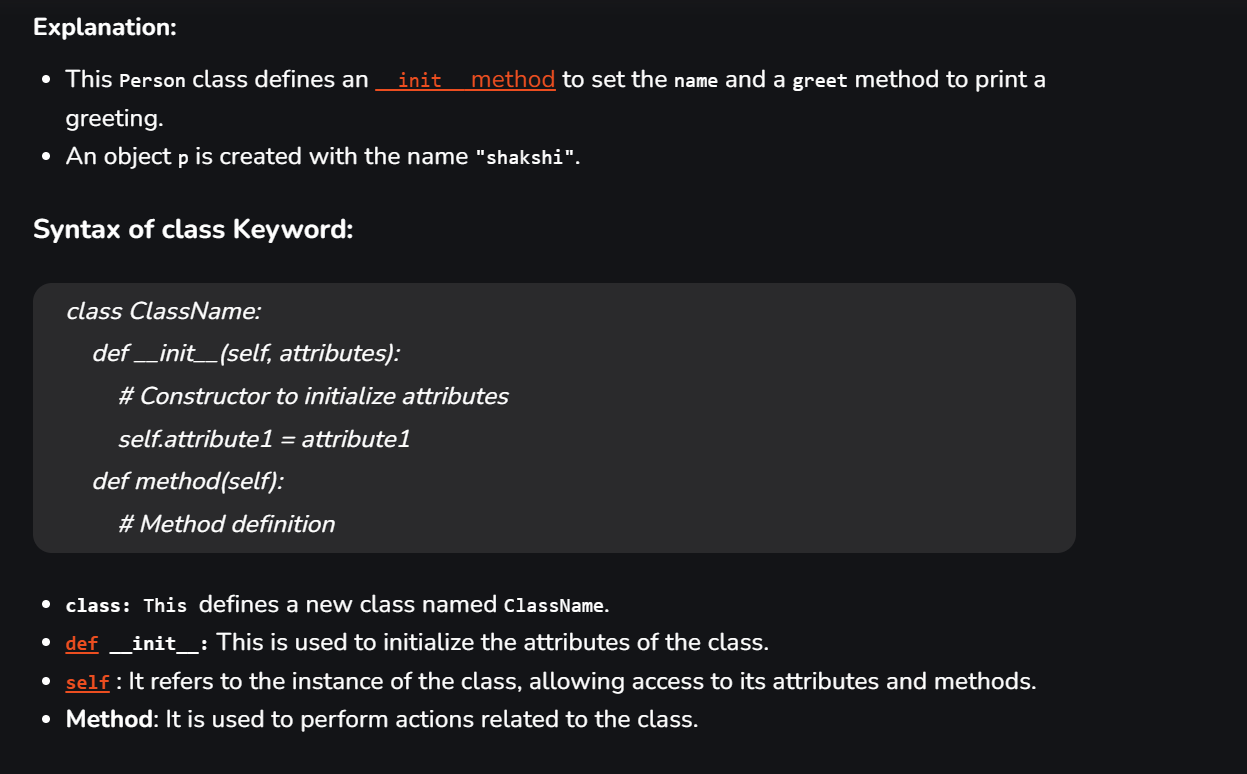 Explanation:
• This Person class defines an __init__ method to set the name and a greet method to print a
greeting.
• An object p is created with the name "shakshi".
Syntax of class Keyword:
class ClassName:
def __init__(self, attributes):
# Constructor to initialize attributes
self.attribute1 = attribute1
def method(self):
# Method definition
• class: This defines a new class named ClassName.
• def __init__: This is used to initialize the attributes of the class.
• self : It refers to the instance of the class, allowing access to its attributes and methods.
• Method: It is used to perform actions related to the class.